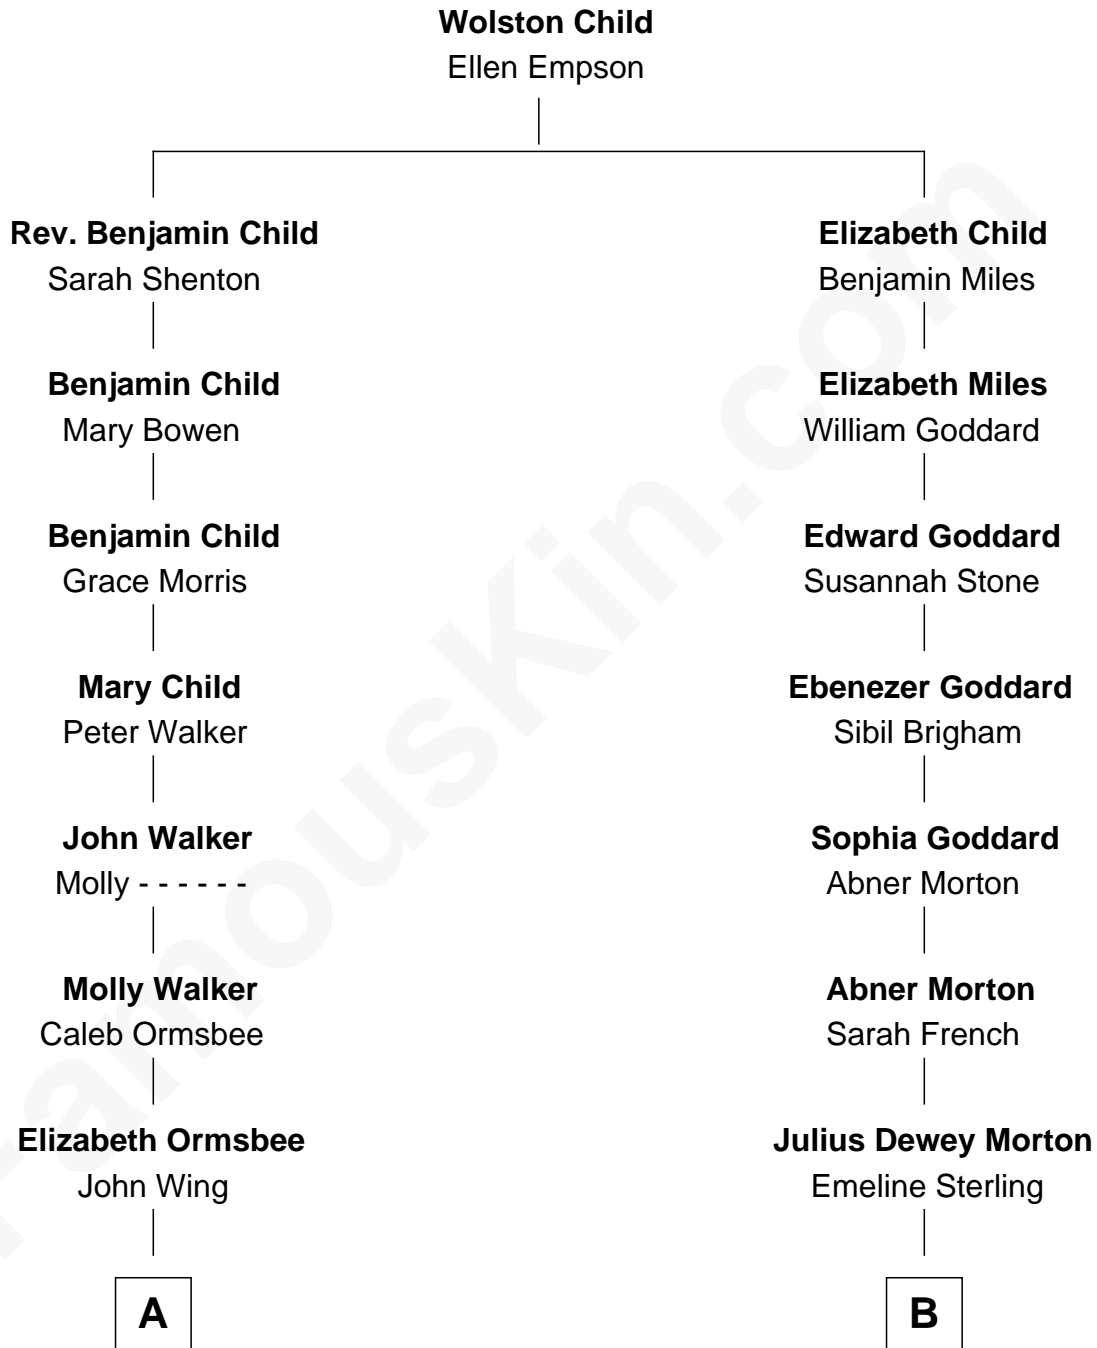 Wolston Child
Ellen Empson
Rev. Benjamin Child
Sarah Shenton
Elizabeth Child
Benjamin Miles
Benjamin Child
Mary Bowen
Elizabeth Miles
William Goddard
Benjamin Child
Grace Morris
Edward Goddard
Susannah Stone
Mary Child
Peter Walker
Ebenezer Goddard
Sibil Brigham
John Walker
Molly - - - - - -
Sophia Goddard
Abner Morton
Molly Walker
Caleb Ormsbee
Abner Morton
Sarah French
Elizabeth Ormsbee
John Wing
Julius Dewey Morton
Emeline Sterling
A
B
FamousKin.com